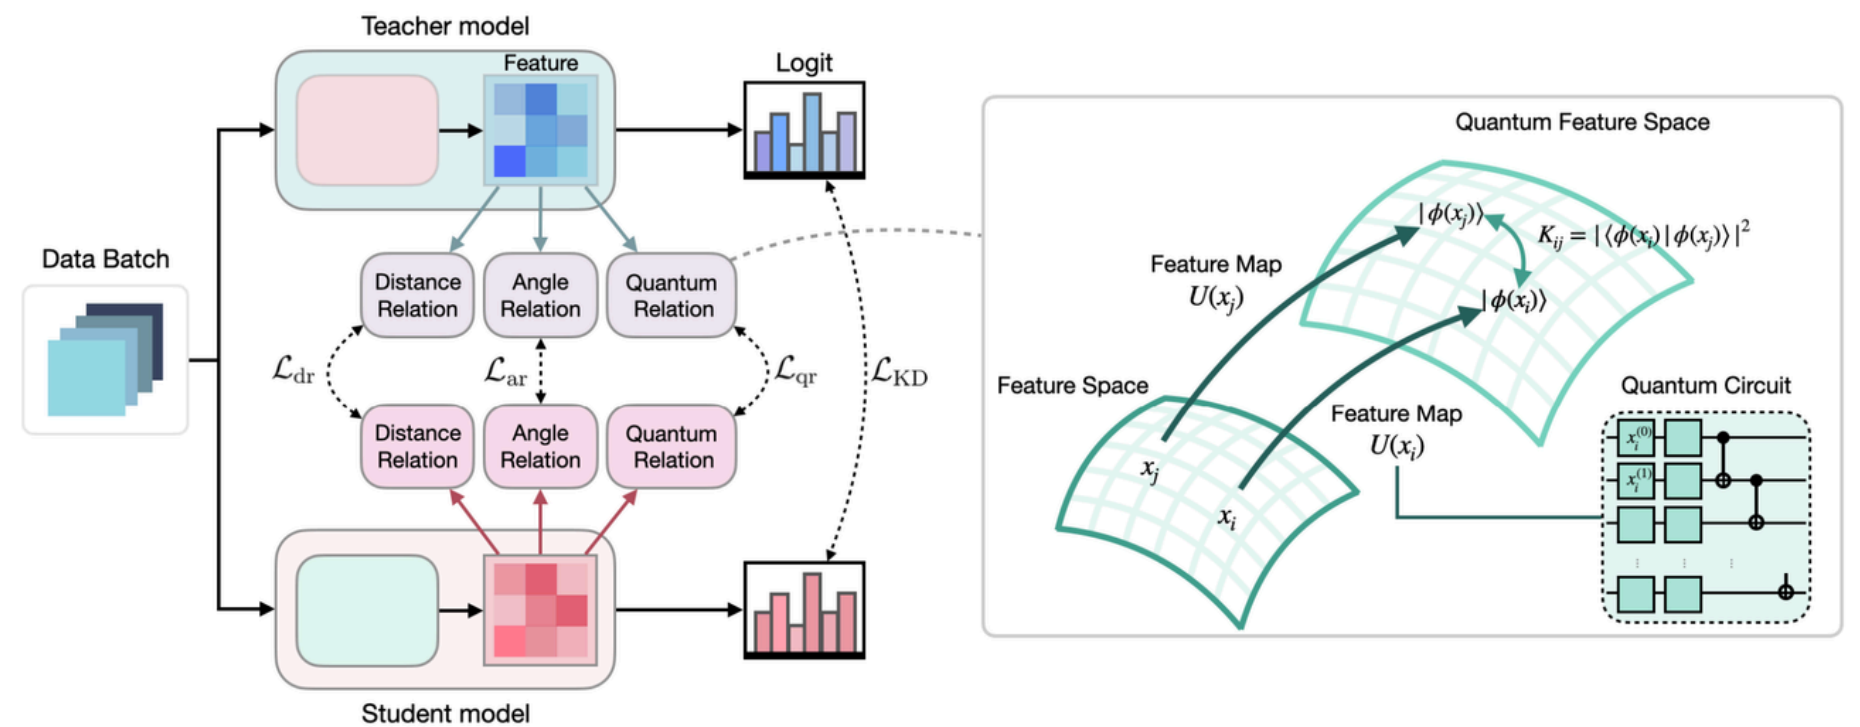 Teacher model
Feature
Logit
Data Batch
Distance
Relation
Angle
Relation
Quantum
Relation
ℒdr
ℒar
ℒqr
ℒKD
Distance
Relation
Angle
Relation
Quantum
Relation
Student model
Quantum Feature Space
|ϕ(xⱼ)⟩
Kᵢⱼ = |⟨ϕ(xᵢ)|ϕ(xⱼ)⟩|²
Feature Map
U(xⱼ)
|ϕ(xᵢ)⟩
Feature Space
xⱼ
xᵢ
Feature Map
U(xᵢ)
Quantum Circuit
xᵢ⁽⁰⁾
xᵢ⁽¹⁾